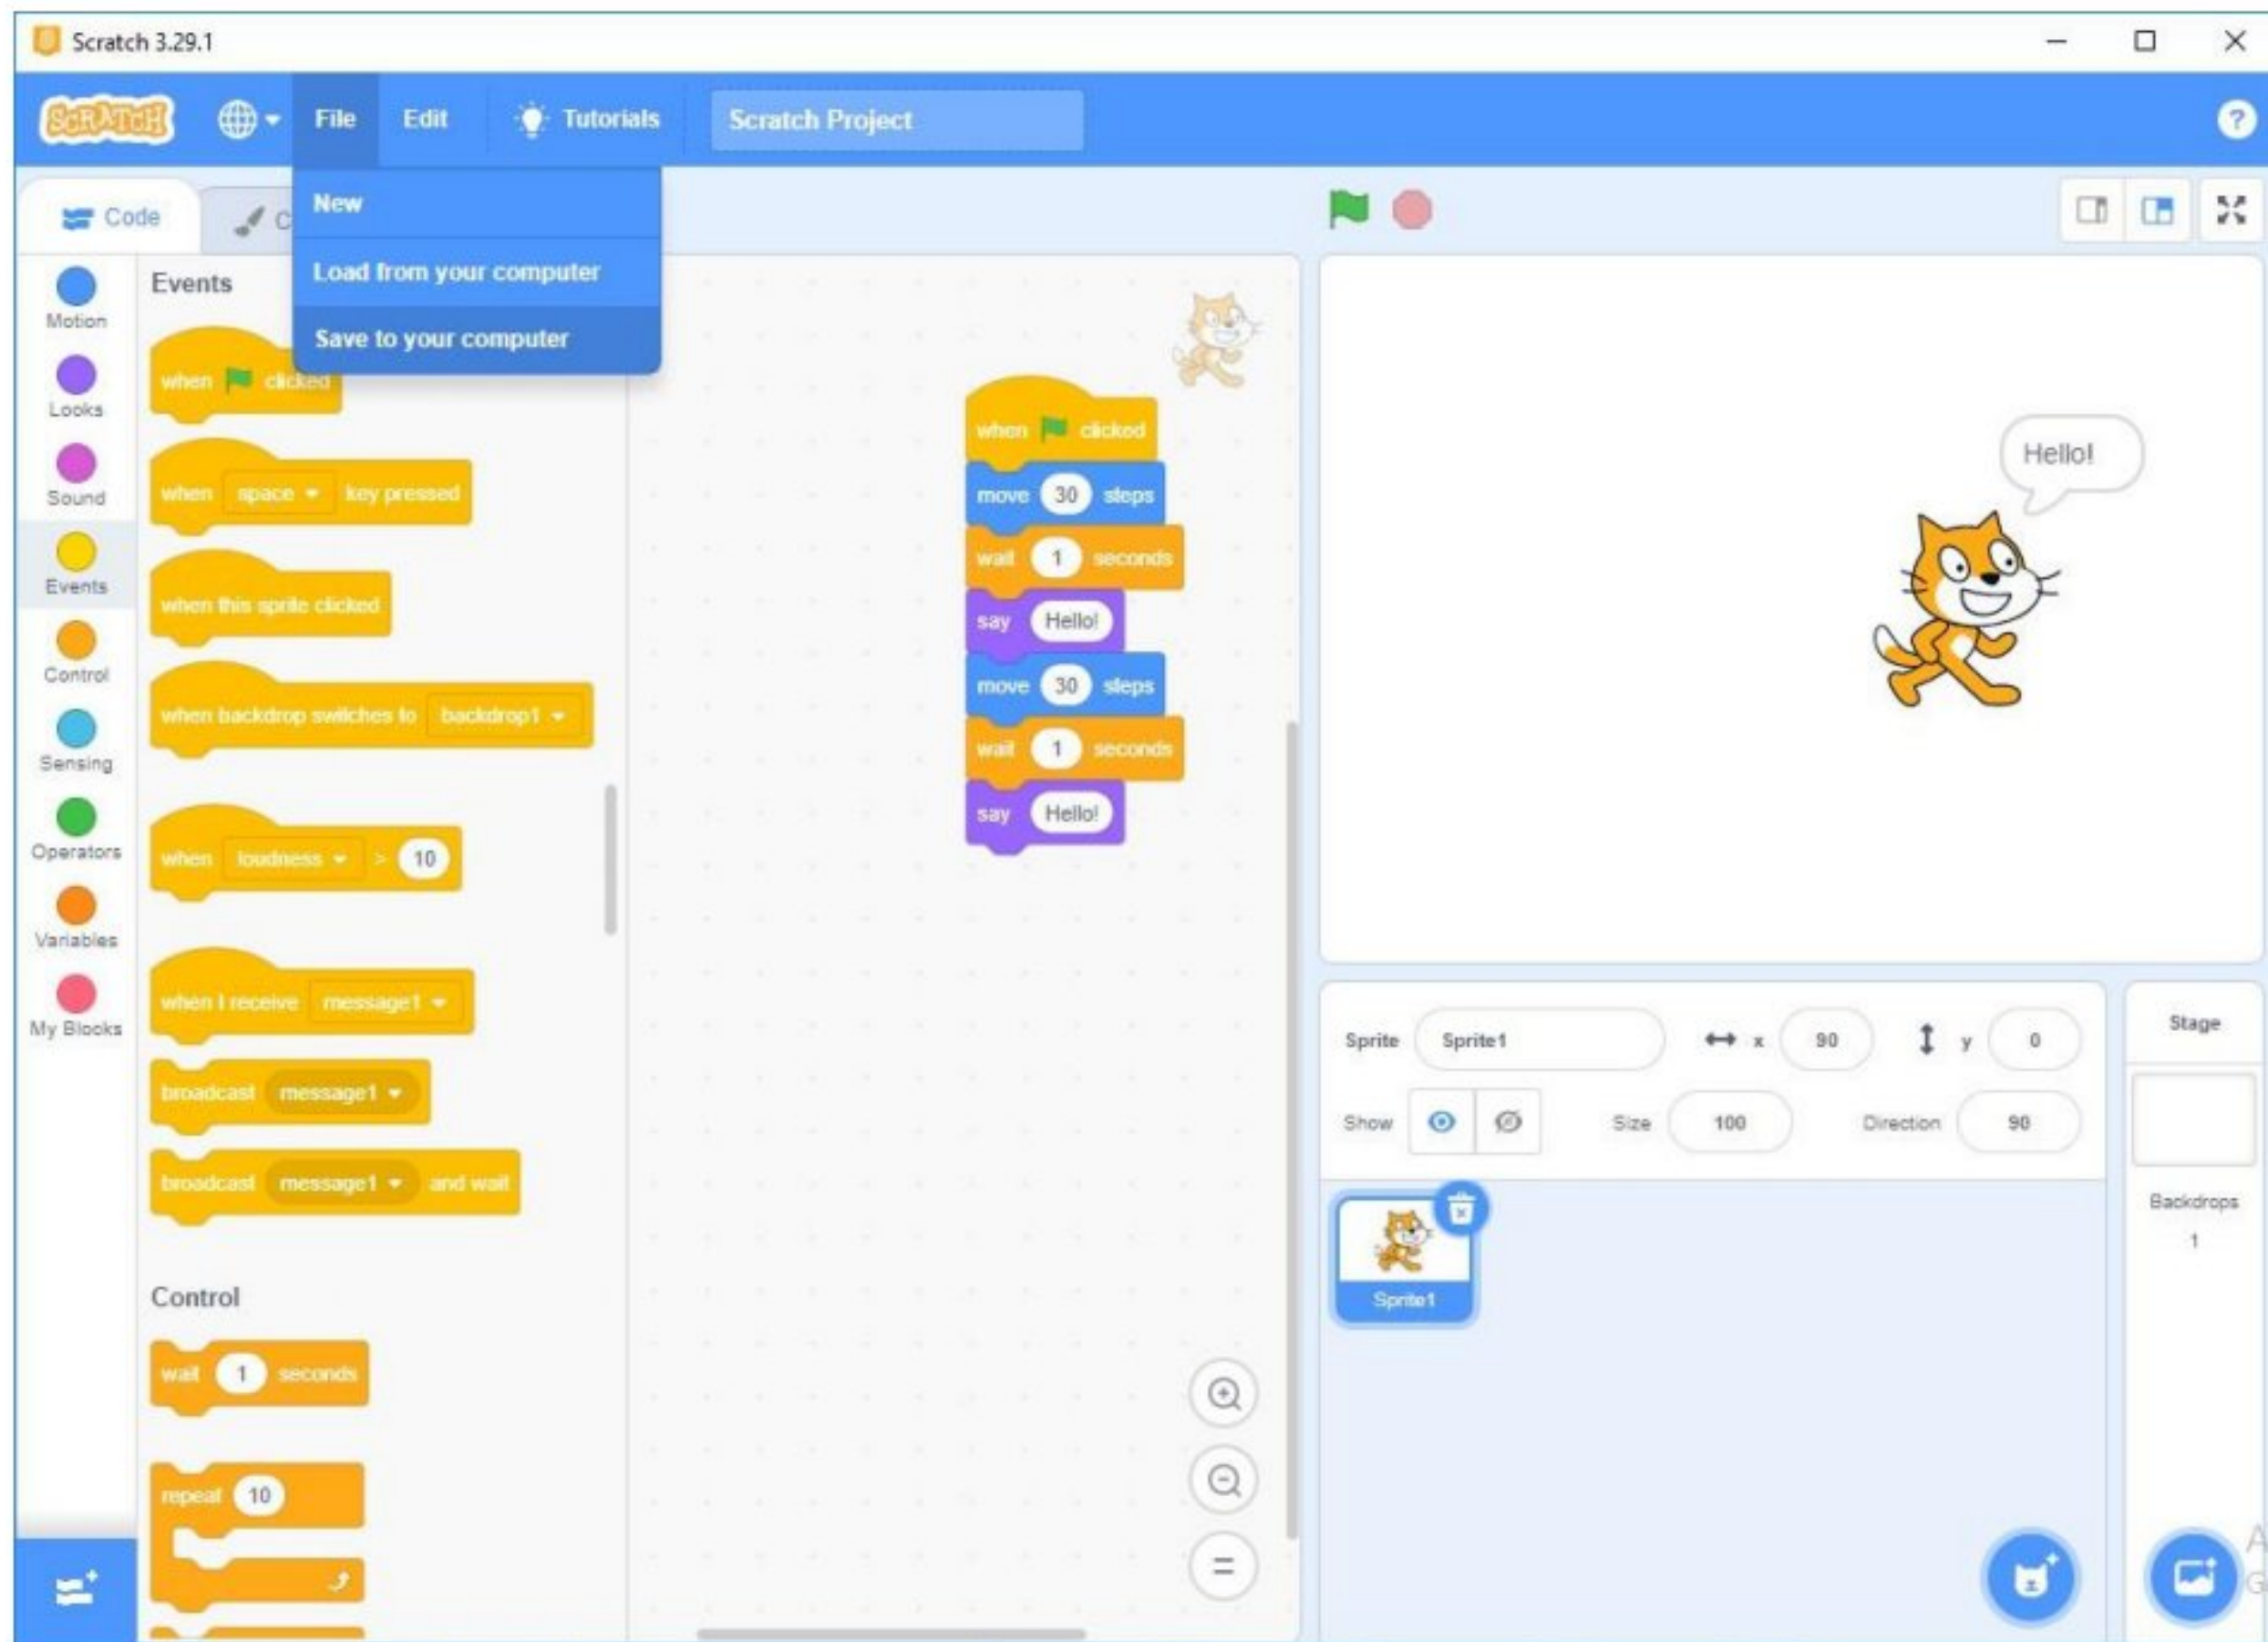 Scratch 3.29.1
SCRATCH
File
Edit
Tutorials
Scratch Project
?
New
Load from your computer
Save to your computer
Code
C
Motion
Looks
Sound
Events
Control
Sensing
Operators
Variables
My Blocks
Events
when clicked
when space key pressed
when this sprite clicked
when backdrop switches to backdrop1
when loudness > 10
when I receive message1
broadcast message1
broadcast message1 and wait
Control
wait 1 seconds
repeat 10
when clicked
move 30 steps
wait 1 seconds
say Hello!
move 30 steps
wait 1 seconds
say Hello!
Hello!
Sprite Sprite1 x 90 y 0
Show Size 100 Direction 90
Sprite1
Stage
Backdrops
1
A
G